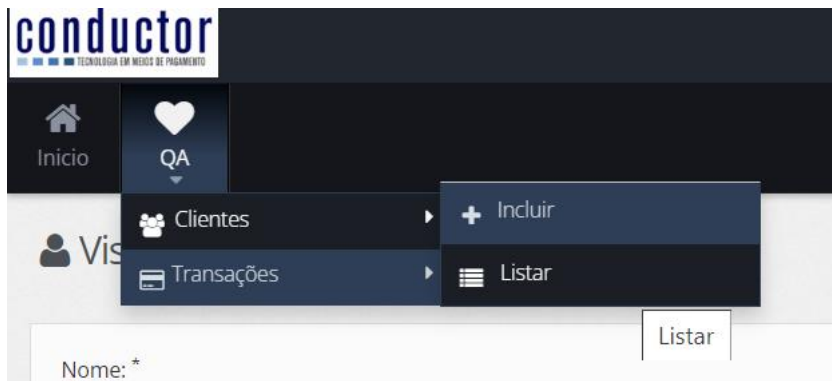 conductor
TECNOLOGIA EM MEIOS DE PAGAMENTO
Inicio
QA
Clientes
Incluir
Vis
Transações
Listar
Listar
Nome: *